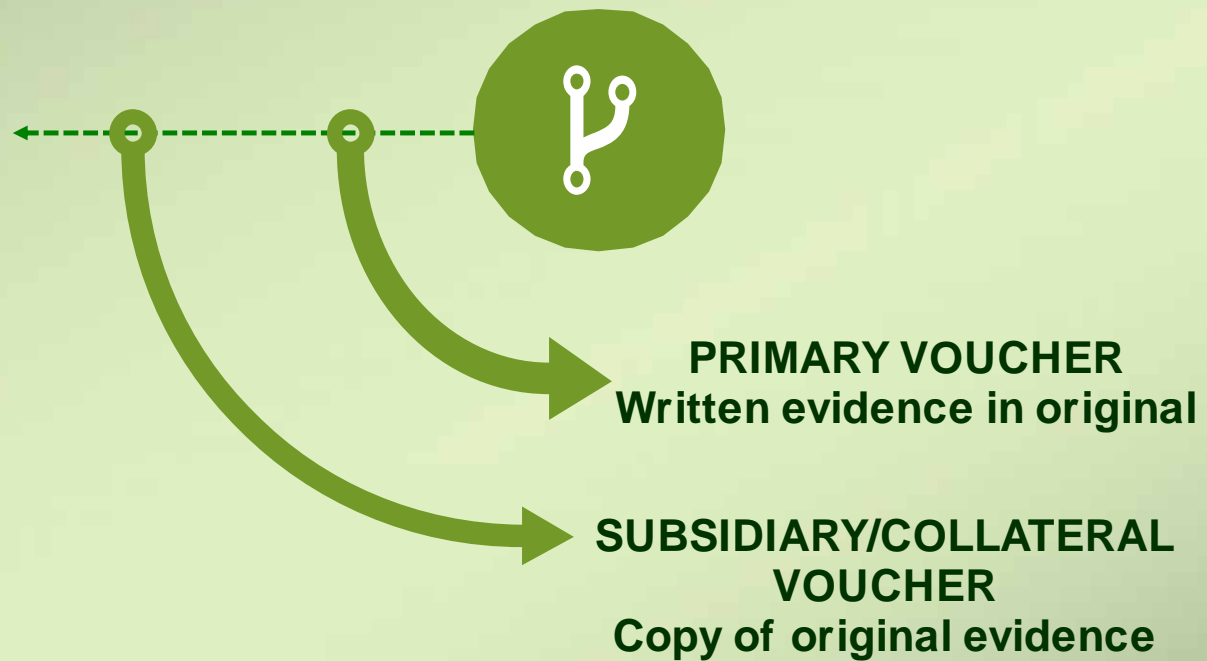 PRIMARY VOUCHER
Written evidence in original
SUBSIDIARY/COLLATERAL
VOUCHER
Copy of original evidence